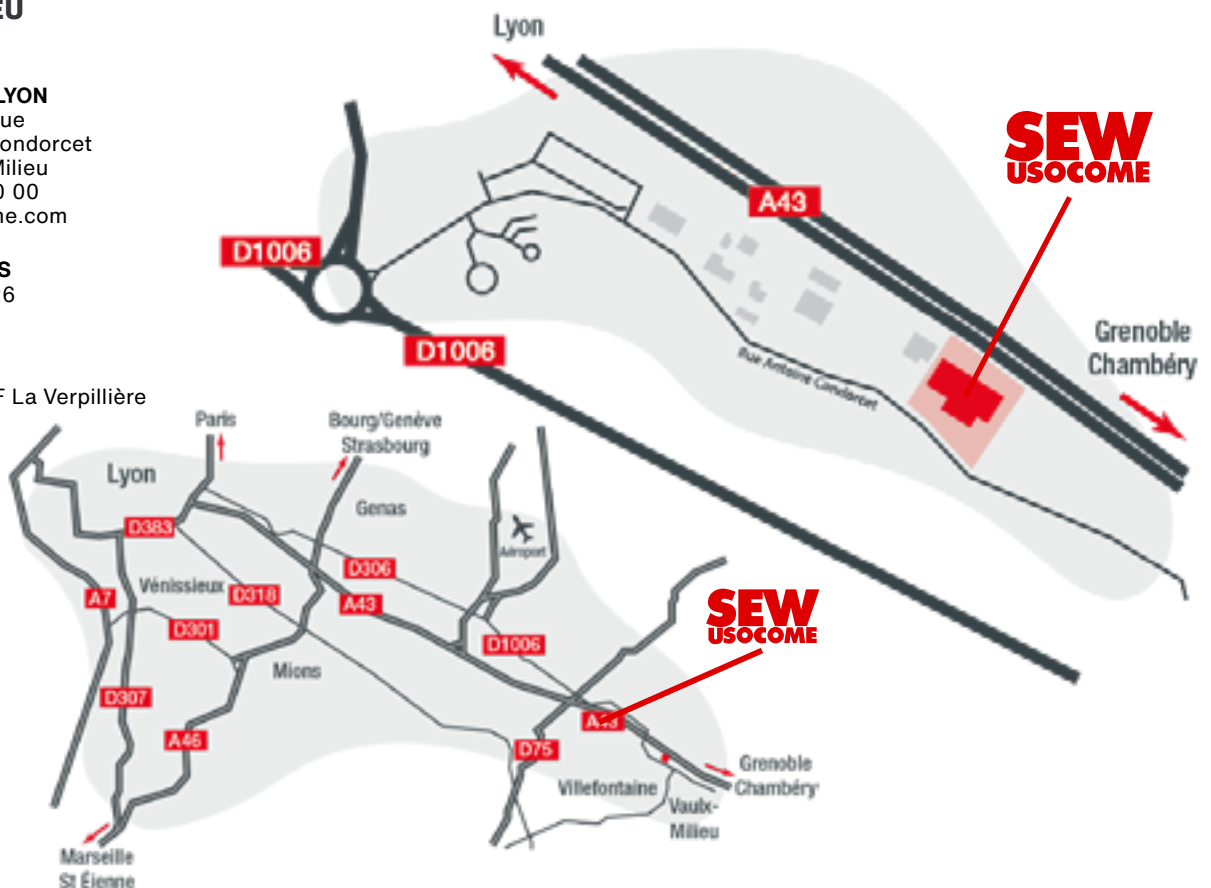 EU
LYON
ue
ondorcet
Milieu
0 00
ne.com
S
26
F La Verpillière
Lyon
SEW
USOCOME
A43
D1006
D1006
Rue Antoine Condorcet
Grenoble
Chambéry
Paris
Bourg/Genève
Strasbourg
Lyon
Genas
D383
Aéroport
D306
Vénissieux
D318
A7
A43
SEW
USOCOME
D301
D1006
Mions
D307
A43
A46
D75
Grenoble
Chambéry
Villefontaine
Vaulx-
Milieu
Marseille
St Éienne